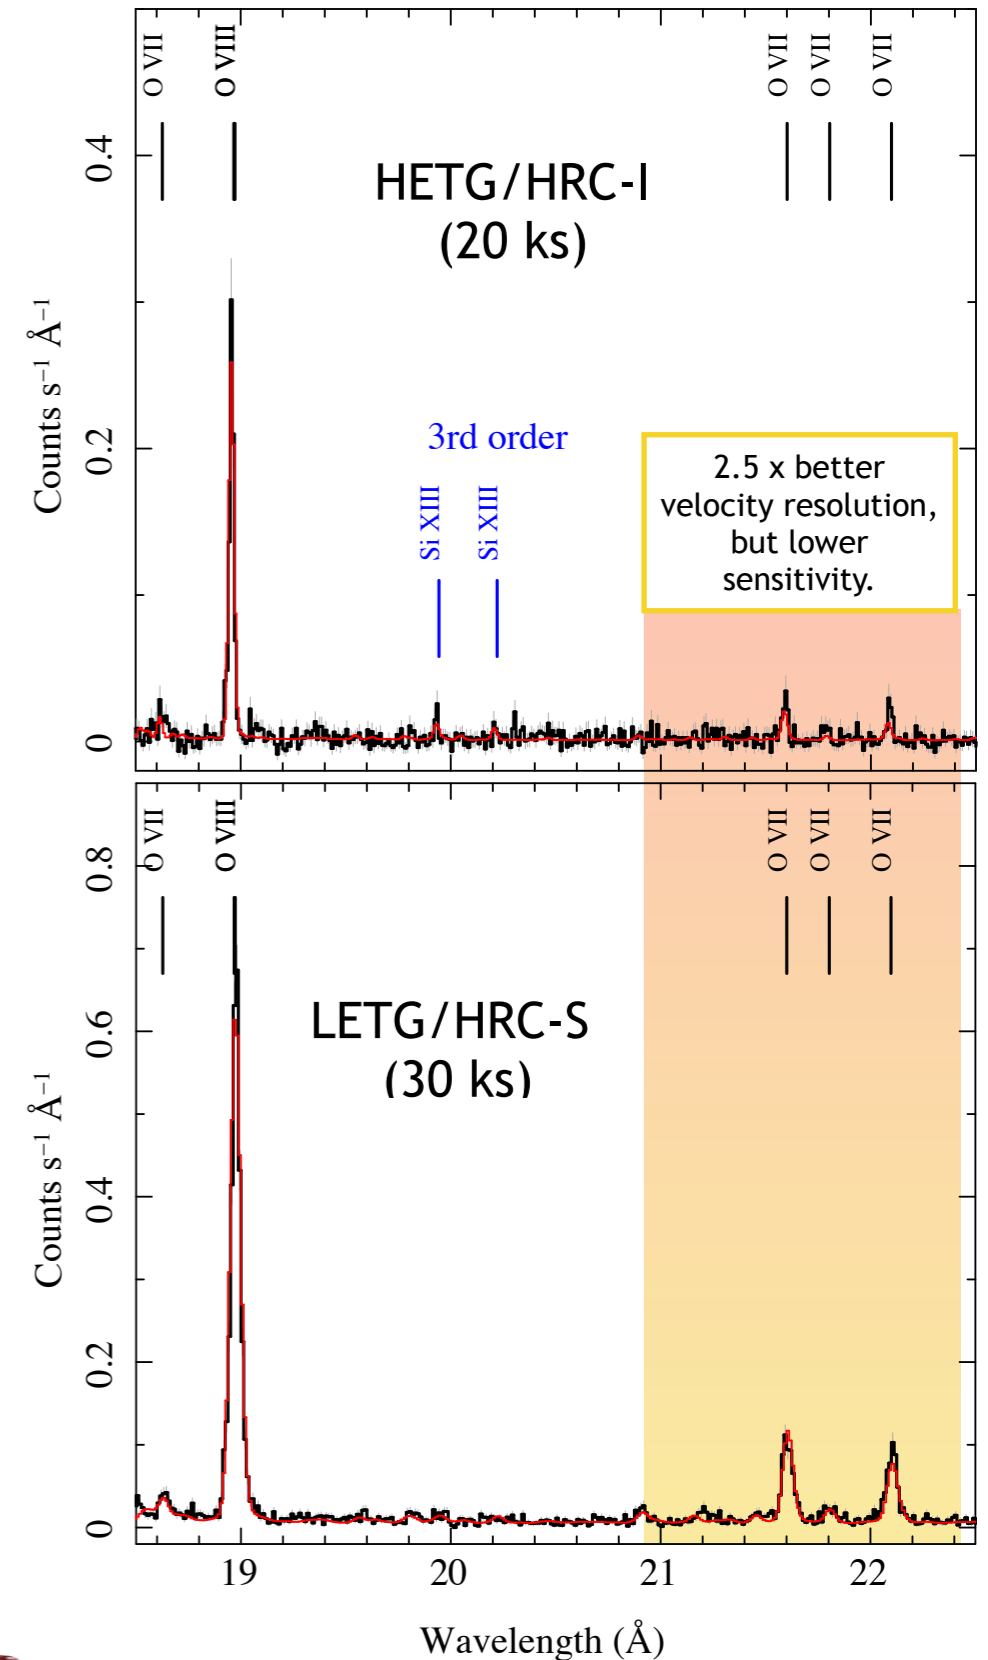 O VII
O VIII
O VII
O VII
O VII
HETG/HRC-I
(20 ks)
3rd order
Si XIII
Si XIII
2.5 x better
velocity resolution,
but lower
sensitivity.
0.4
0.2
0
Counts s⁻¹ Å⁻¹
O VII
O VIII
O VII
O VII
O VII
LETG/HRC-S
(30 ks)
0.8
0.6
0.4
0.2
0
Counts s⁻¹ Å⁻¹
19 20 21 22
Wavelength (Å)